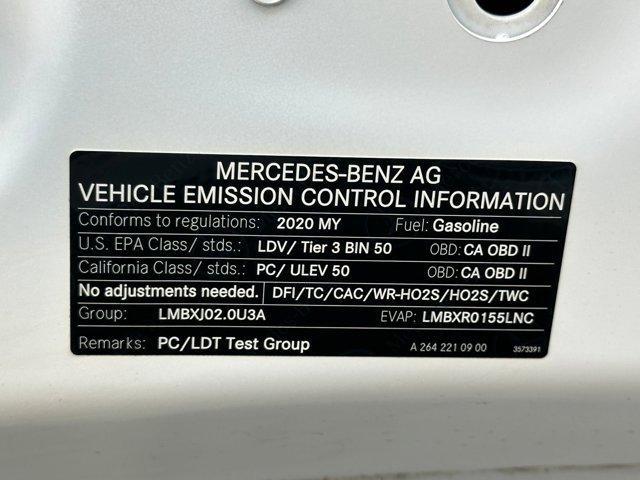 MERCEDES-BENZ AG
VEHICLE EMISSION CONTROL INFORMATION
Conforms to regulations: 2020 MY Fuel: Gasoline
U.S. EPA Class/ stds.: LDV/ Tier 3 BIN 50 OBD: CA OBD II
California Class/ stds.: PC/ ULEV 50 OBD: CA OBD II
No adjustments needed. DFI/TC/CAC/WR-HO2S/HO2S/TWC
Group: LMBXJ02.0U3A EVAP: LMBXR0155LNC
Remarks: PC/LDT Test Group A 264 221 09 00 3573391